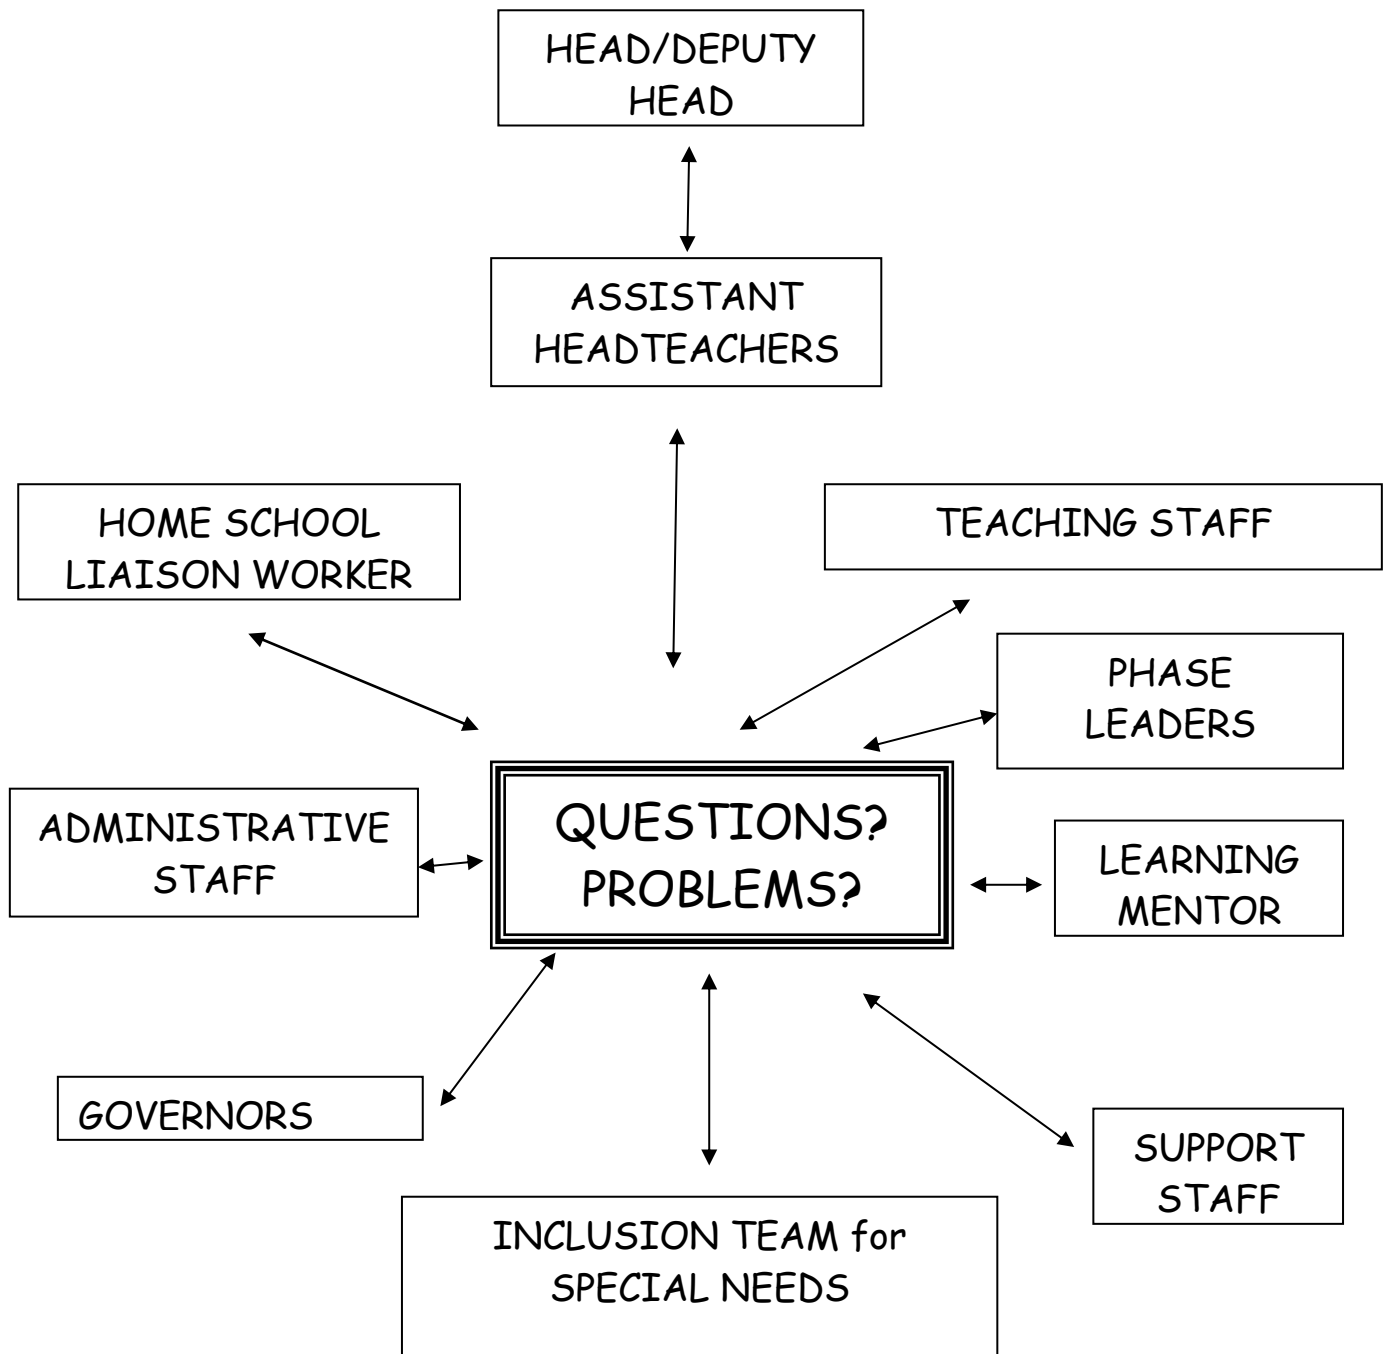 HEAD/DEPUTY
HEAD
ASSISTANT
HEADTEACHERS
HOME SCHOOL
LIAISON WORKER
TEACHING STAFF
PHASE
LEADERS
ADMINISTRATIVE
STAFF
QUESTIONS?
PROBLEMS?
LEARNING
MENTOR
GOVERNORS
SUPPORT
STAFF
INCLUSION TEAM for
SPECIAL NEEDS